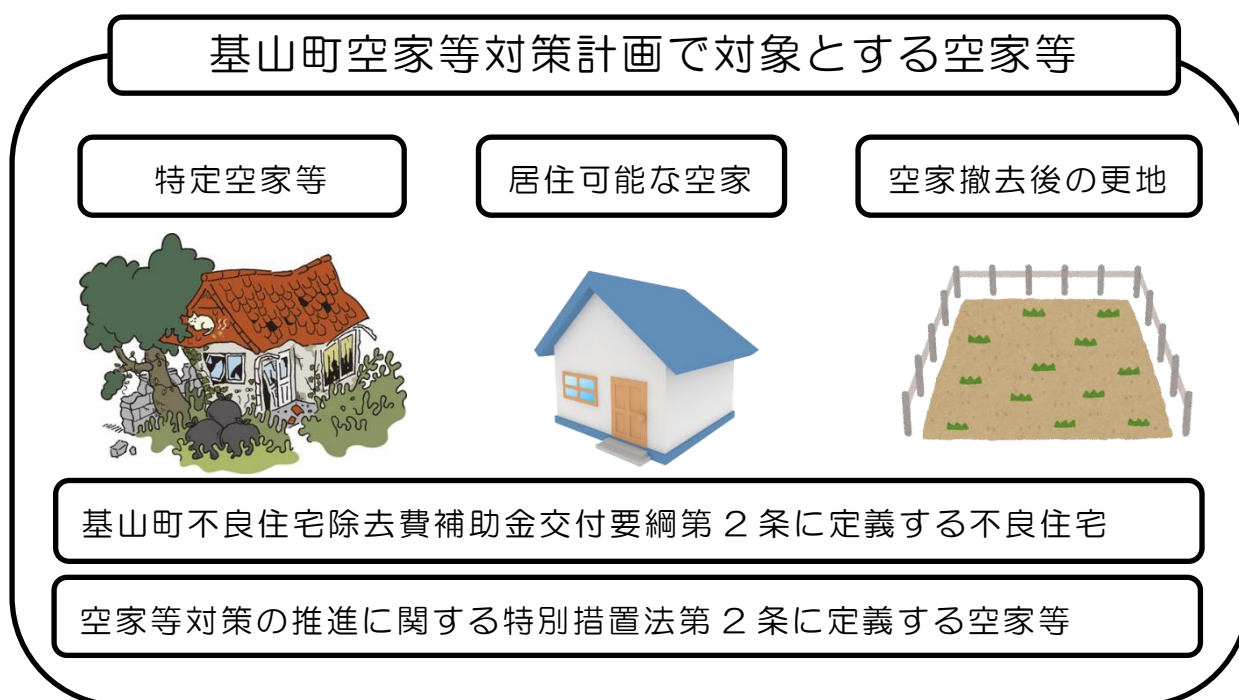 基山町空家等対策計画で対象とする空家等
特定空家等
居住可能な空家
空家撤去後の更地
基山町不良住宅除去費補助金交付要綱第2条に定義する不良住宅
空家等対策の推進に関する特別措置法第2条に定義する空家等